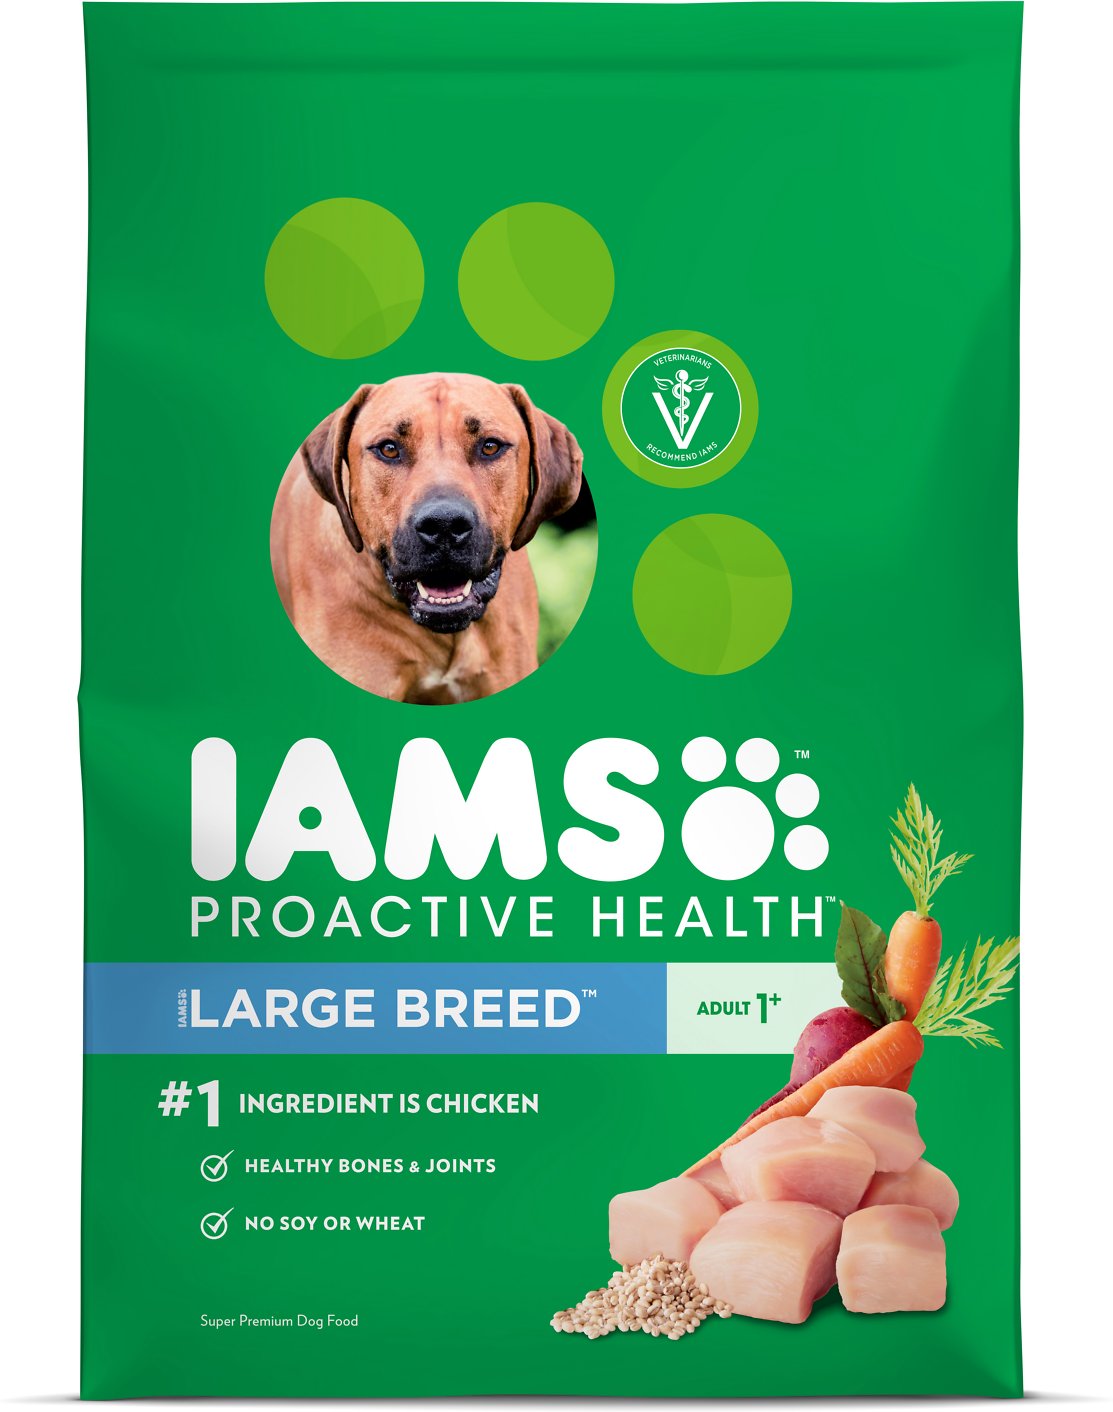 VETERINARIANS
V
RECOMMEND IAMS
IAMS™
PROACTIVE HEALTH™
IAMS LARGE BREED™ ADULT 1+
#1 INGREDIENT IS CHICKEN
HEALTHY BONES & JOINTS
NO SOY OR WHEAT
Super Premium Dog Food